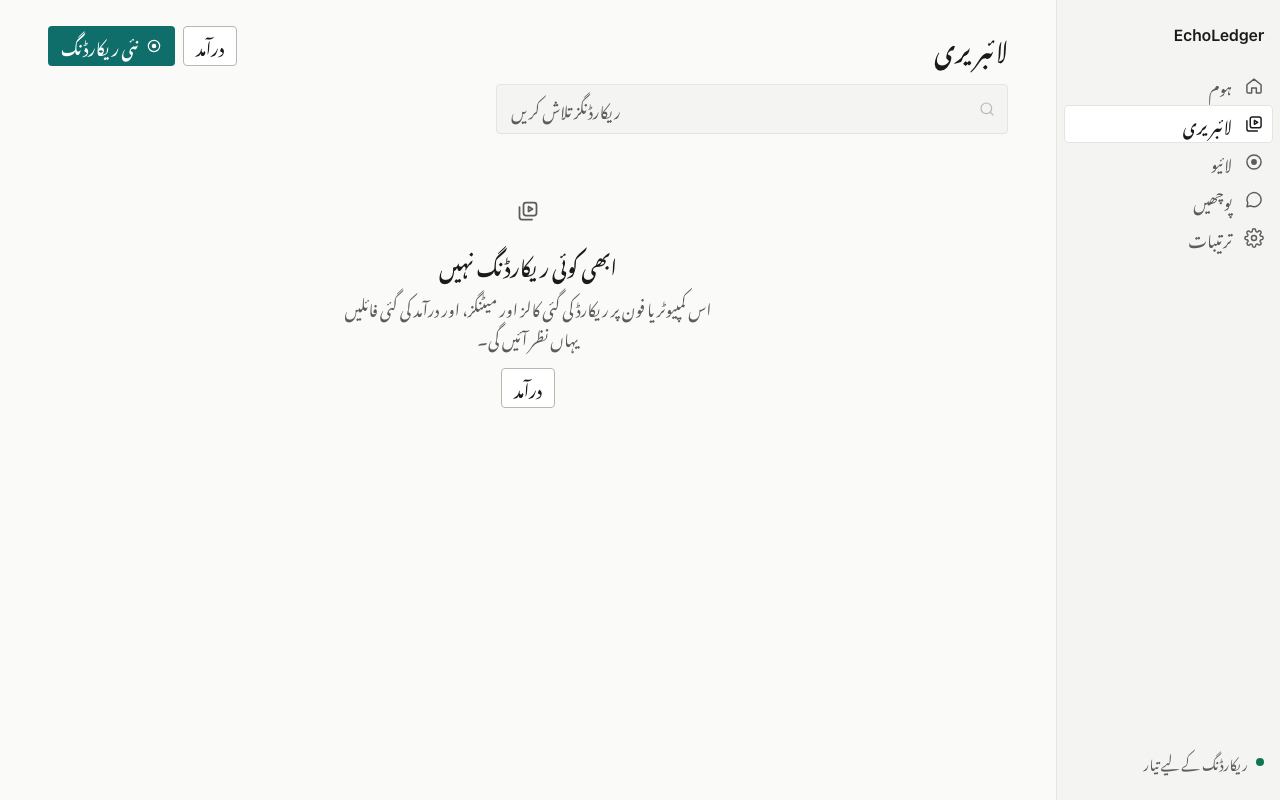 EchoLedger
ہوم
لائبریری
لائیو
پوچھیں
ترتیبات
ریکارڈنگ کے لیے تیار
لائبریری
درآمد
نئی ریکارڈنگ
ریکارڈنگز تلاش کریں
ابھی کوئی ریکارڈنگ نہیں
اس کمپیوٹر یا فون پر ریکارڈ کی گئی کالز اور میٹنگز، اور درآمد کی گئی فائلیں
یہاں نظر آئیں گی۔
درآمد